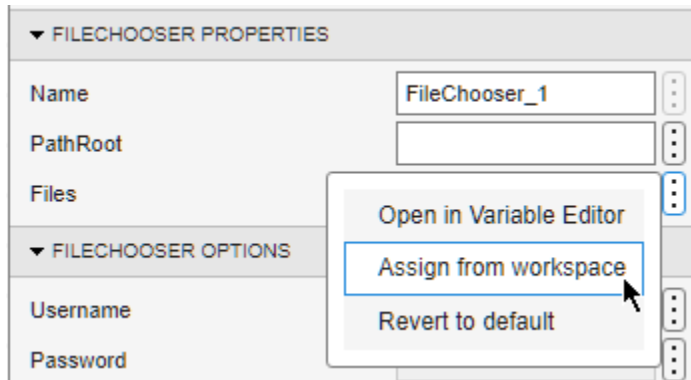 FILECHOOSER PROPERTIES
Name FileChooser_1
PathRoot
Files
Open in Variable Editor
FILECHOOSER OPTIONS
Assign from workspace
Username
Revert to default
Password